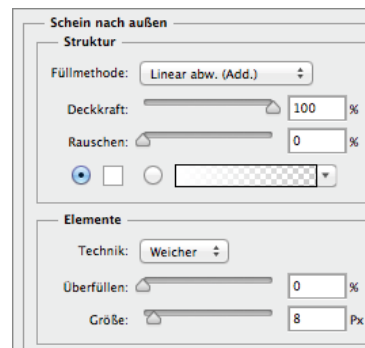 Schein nach außen
Struktur
Füllmethode: Linear abw. (Add.)
Deckkraft: 100 %
Rauschen: 0 %
Elemente
Technik: Weicher
Überfüllen: 0 %
Größe: 8 Px